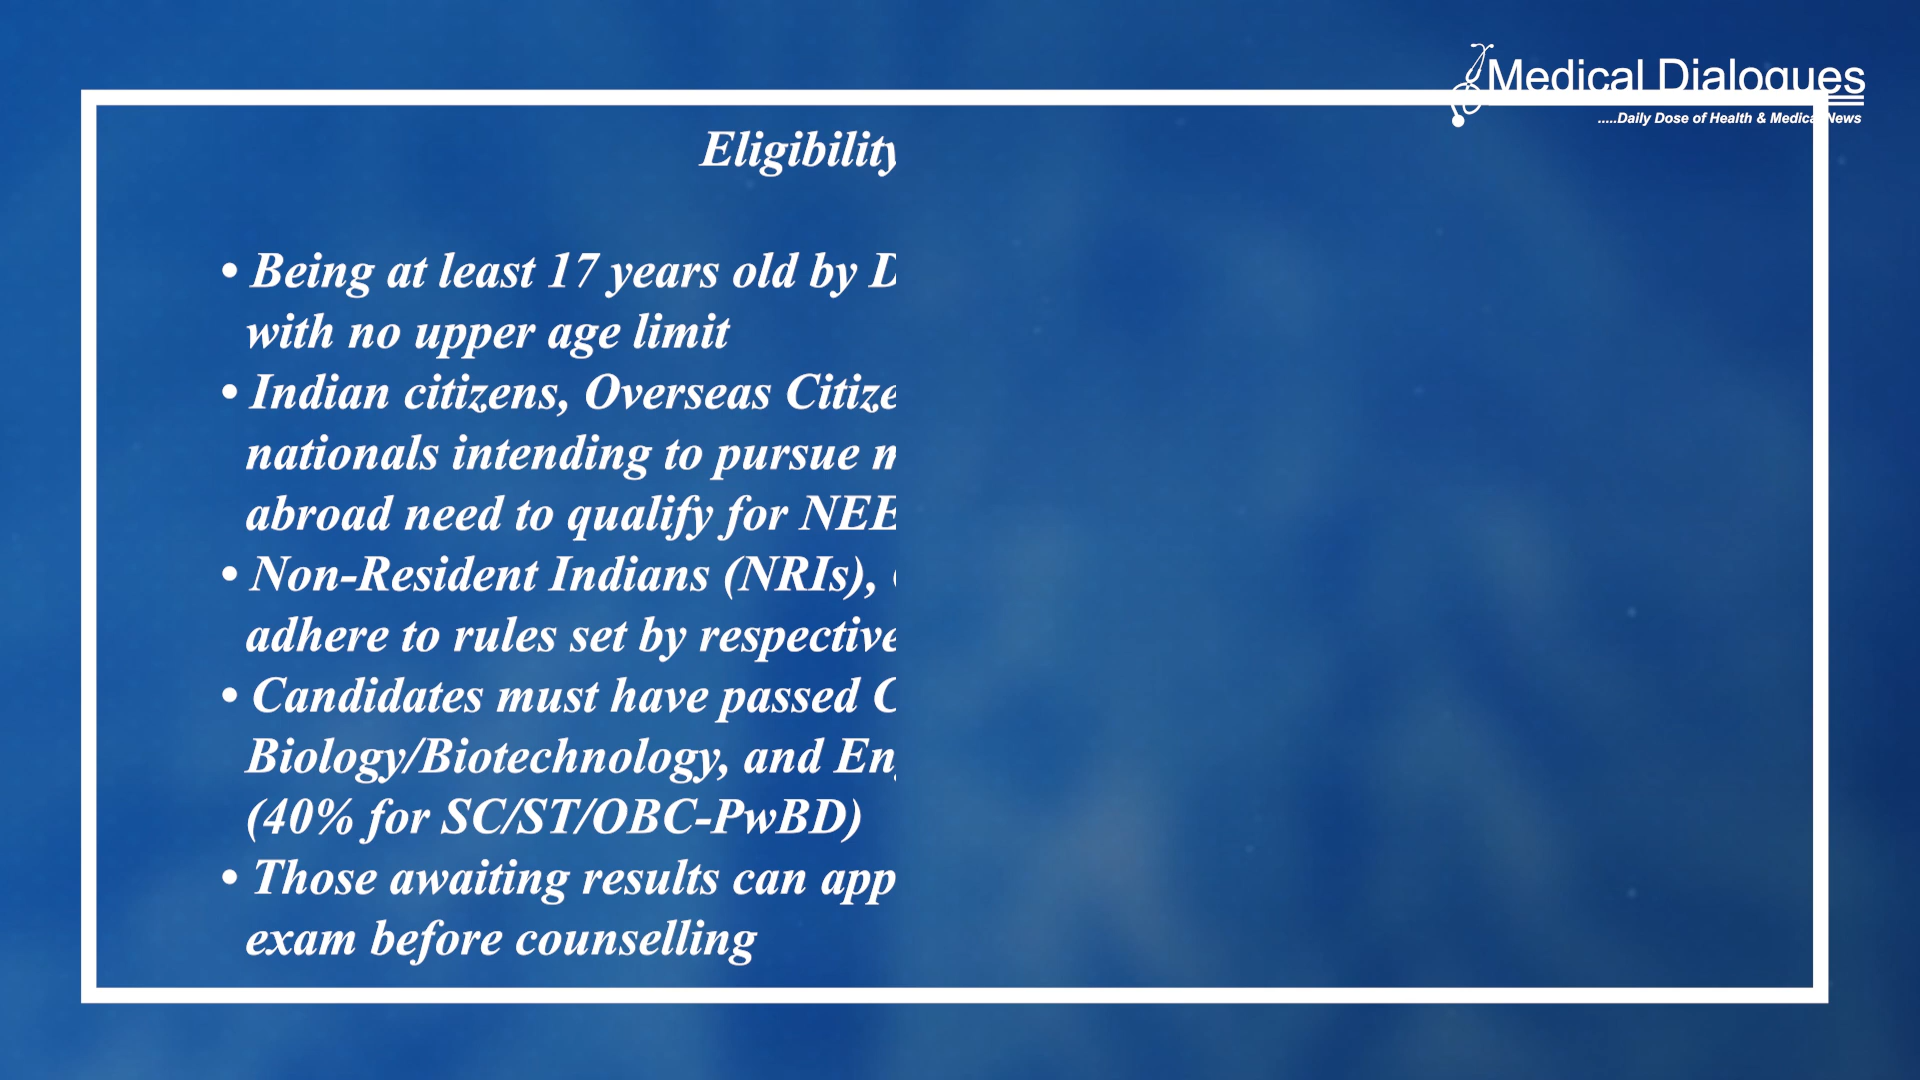 Medical Dialogues
.....Daily Dose of Health & Medical News
Eligibility
• Being at least 17 years old by
with no upper age limit
• Indian citizens, Overseas
nationals intending to pursue
abroad need to qualify for
• Non-Resident Indians (NRIs),
adhere to rules set by respective
• Candidates must have passed
Biology/Biotechnology, and
(40% for SC/ST/OBC-PwBD)
• Those awaiting results can
exam before counselling